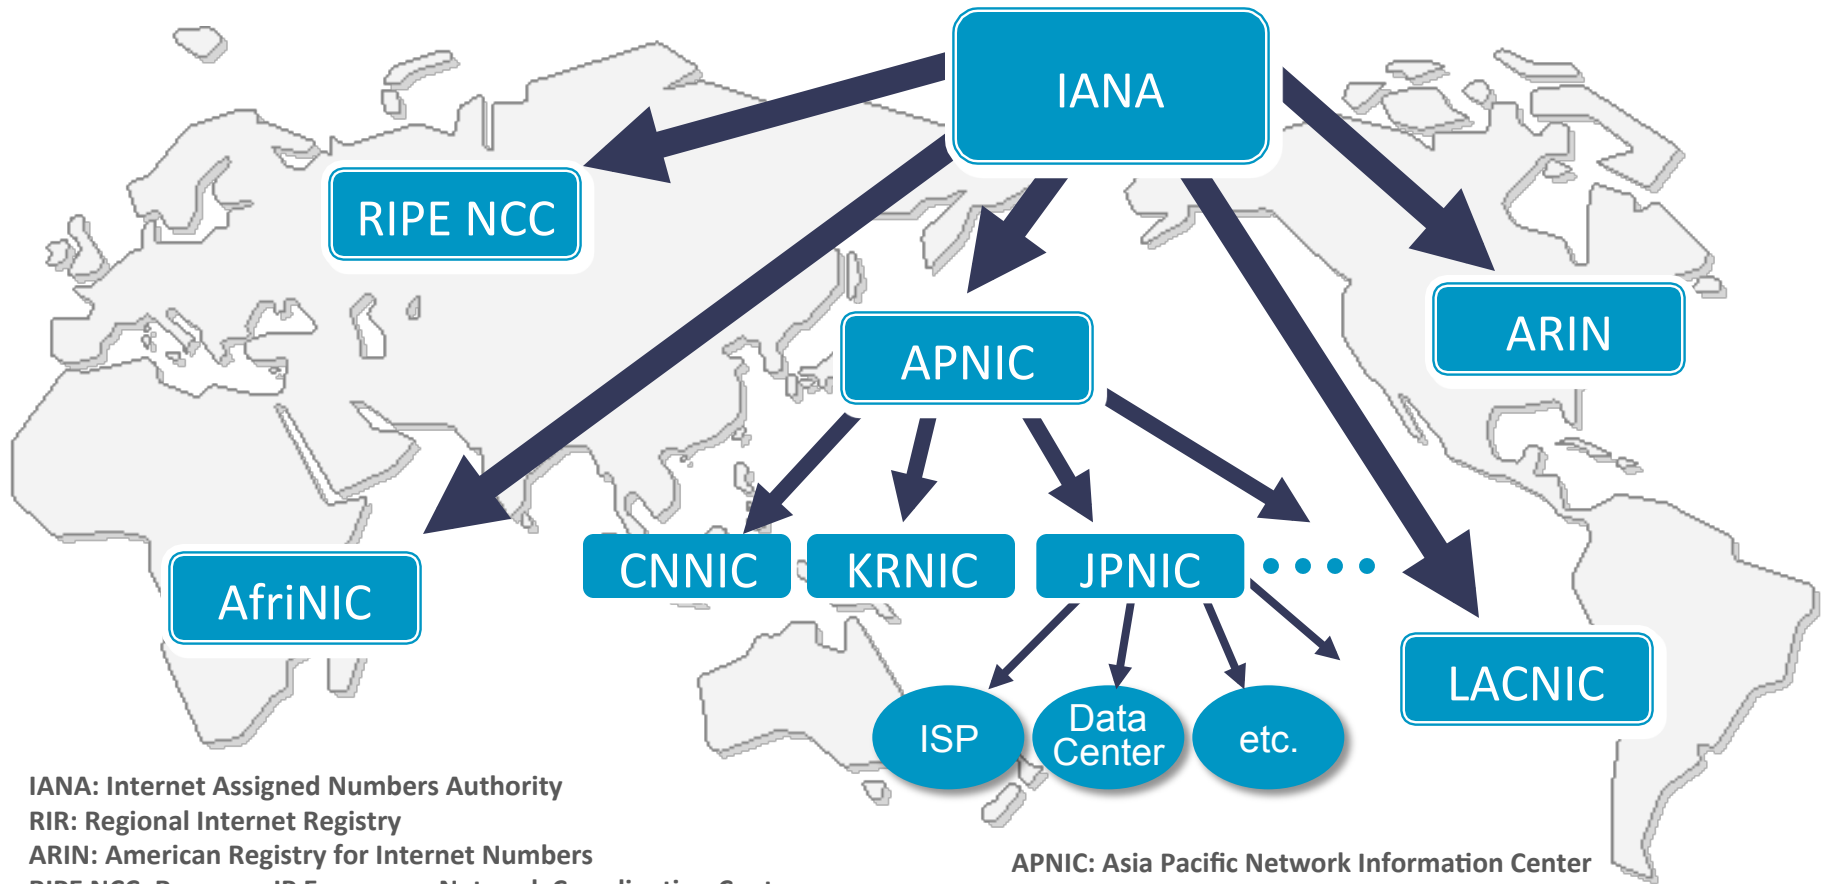 IANA
RIPE NCC
ARIN
APNIC
CNNIC
KRNIC
JPNIC
AfriNIC
LACNIC
ISP
Data
Center
etc.
IANA: Internet Assigned Numbers Authority
RIR: Regional Internet Registry
ARIN: American Registry for Internet Numbers
APNIC: Asia Pacific Network Information Center